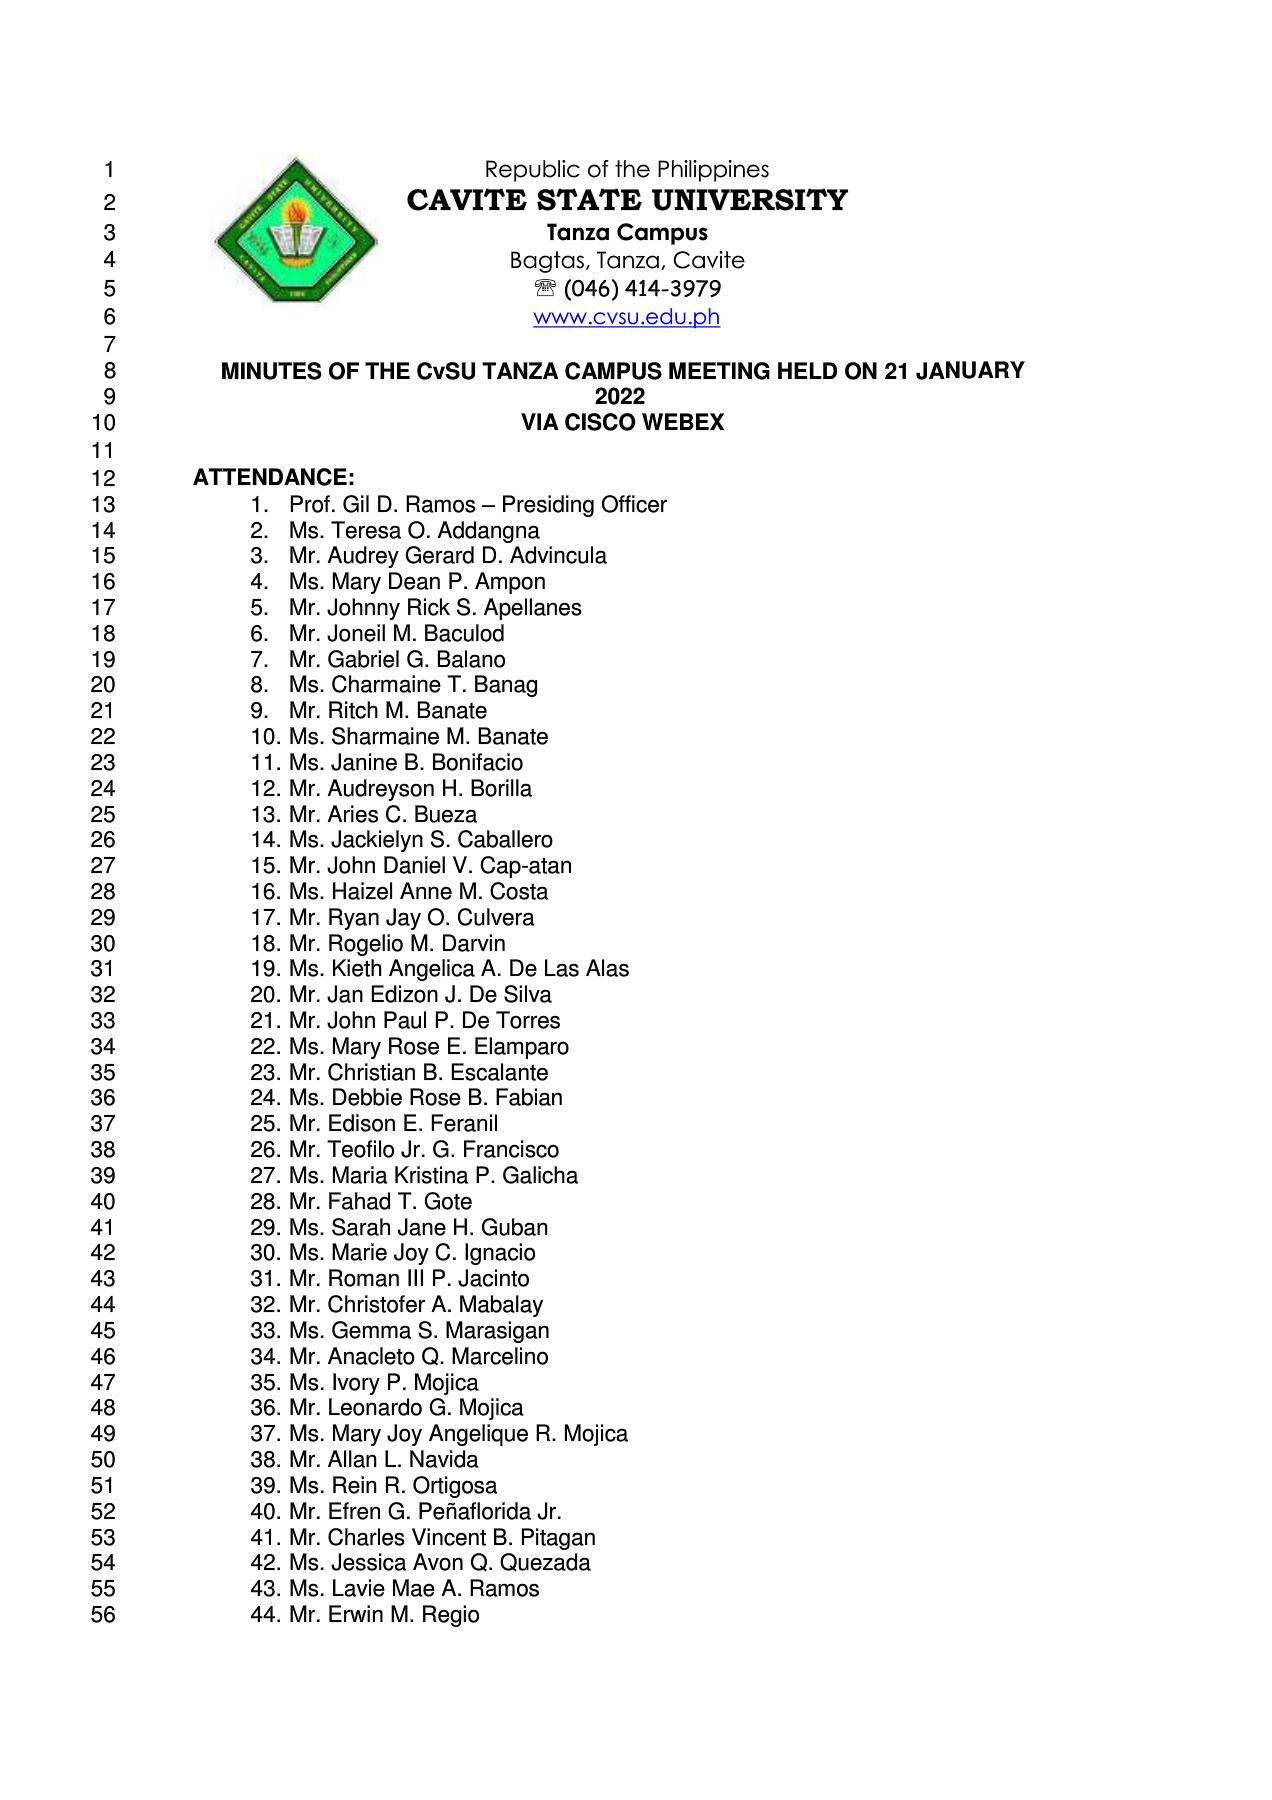 1 Republic of the Philippines
2 CAVITE STATE UNIVERSITY
3 Tanza Campus
4 Bagtas, Tanza, Cavite
5 ☏ (046) 414-3979
6 www.cvsu.edu.ph
7
8 MINUTES OF THE CvSU TANZA CAMPUS MEETING HELD ON 21 JANUARY
9 2022
10 VIA CISCO WEBEX
11
12 ATTENDANCE:
13 1. Prof. Gil D. Ramos – Presiding Officer
14 2. Ms. Teresa O. Addangna
15 3. Mr. Audrey Gerard D. Advincula
16 4. Ms. Mary Dean P. Ampon
17 5. Mr. Johnny Rick S. Apellanes
18 6. Mr. Joneil M. Baculod
19 7. Mr. Gabriel G. Balano
20 8. Ms. Charmaine T. Banag
21 9. Mr. Ritch M. Banate
22 10. Ms. Sharmaine M. Banate
23 11. Ms. Janine B. Bonifacio
24 12. Mr. Audreyson H. Borilla
25 13. Mr. Aries C. Bueza
26 14. Ms. Jackielyn S. Caballero
27 15. Mr. John Daniel V. Cap-atan
28 16. Ms. Haizel Anne M. Costa
29 17. Mr. Ryan Jay O. Culvera
30 18. Mr. Rogelio M. Darvin
31 19. Ms. Kieth Angelica A. De Las Alas
32 20. Mr. Jan Edizon J. De Silva
33 21. Mr. John Paul P. De Torres
34 22. Ms. Mary Rose E. Elamparo
35 23. Mr. Christian B. Escalante
36 24. Ms. Debbie Rose B. Fabian
37 25. Mr. Edison E. Feranil
38 26. Mr. Teofilo Jr. G. Francisco
39 27. Ms. Maria Kristina P. Galicha
40 28. Mr. Fahad T. Gote
41 29. Ms. Sarah Jane H. Guban
42 30. Ms. Marie Joy C. Ignacio
43 31. Mr. Roman III P. Jacinto
44 32. Mr. Christofer A. Mabalay
45 33. Ms. Gemma S. Marasigan
46 34. Mr. Anacleto Q. Marcelino
47 35. Ms. Ivory P. Mojica
48 36. Mr. Leonardo G. Mojica
49 37. Ms. Mary Joy Angelique R. Mojica
50 38. Mr. Allan L. Navida
51 39. Ms. Rein R. Ortigosa
52 40. Mr. Efren G. Peñaflorida Jr.
53 41. Mr. Charles Vincent B. Pitagan
54 42. Ms. Jessica Avon Q. Quezada
55 43. Ms. Lavie Mae A. Ramos
56 44. Mr. Erwin M. Regio
CAVITE STATE UNIVERSITY
CAVITE PHILIPPINES